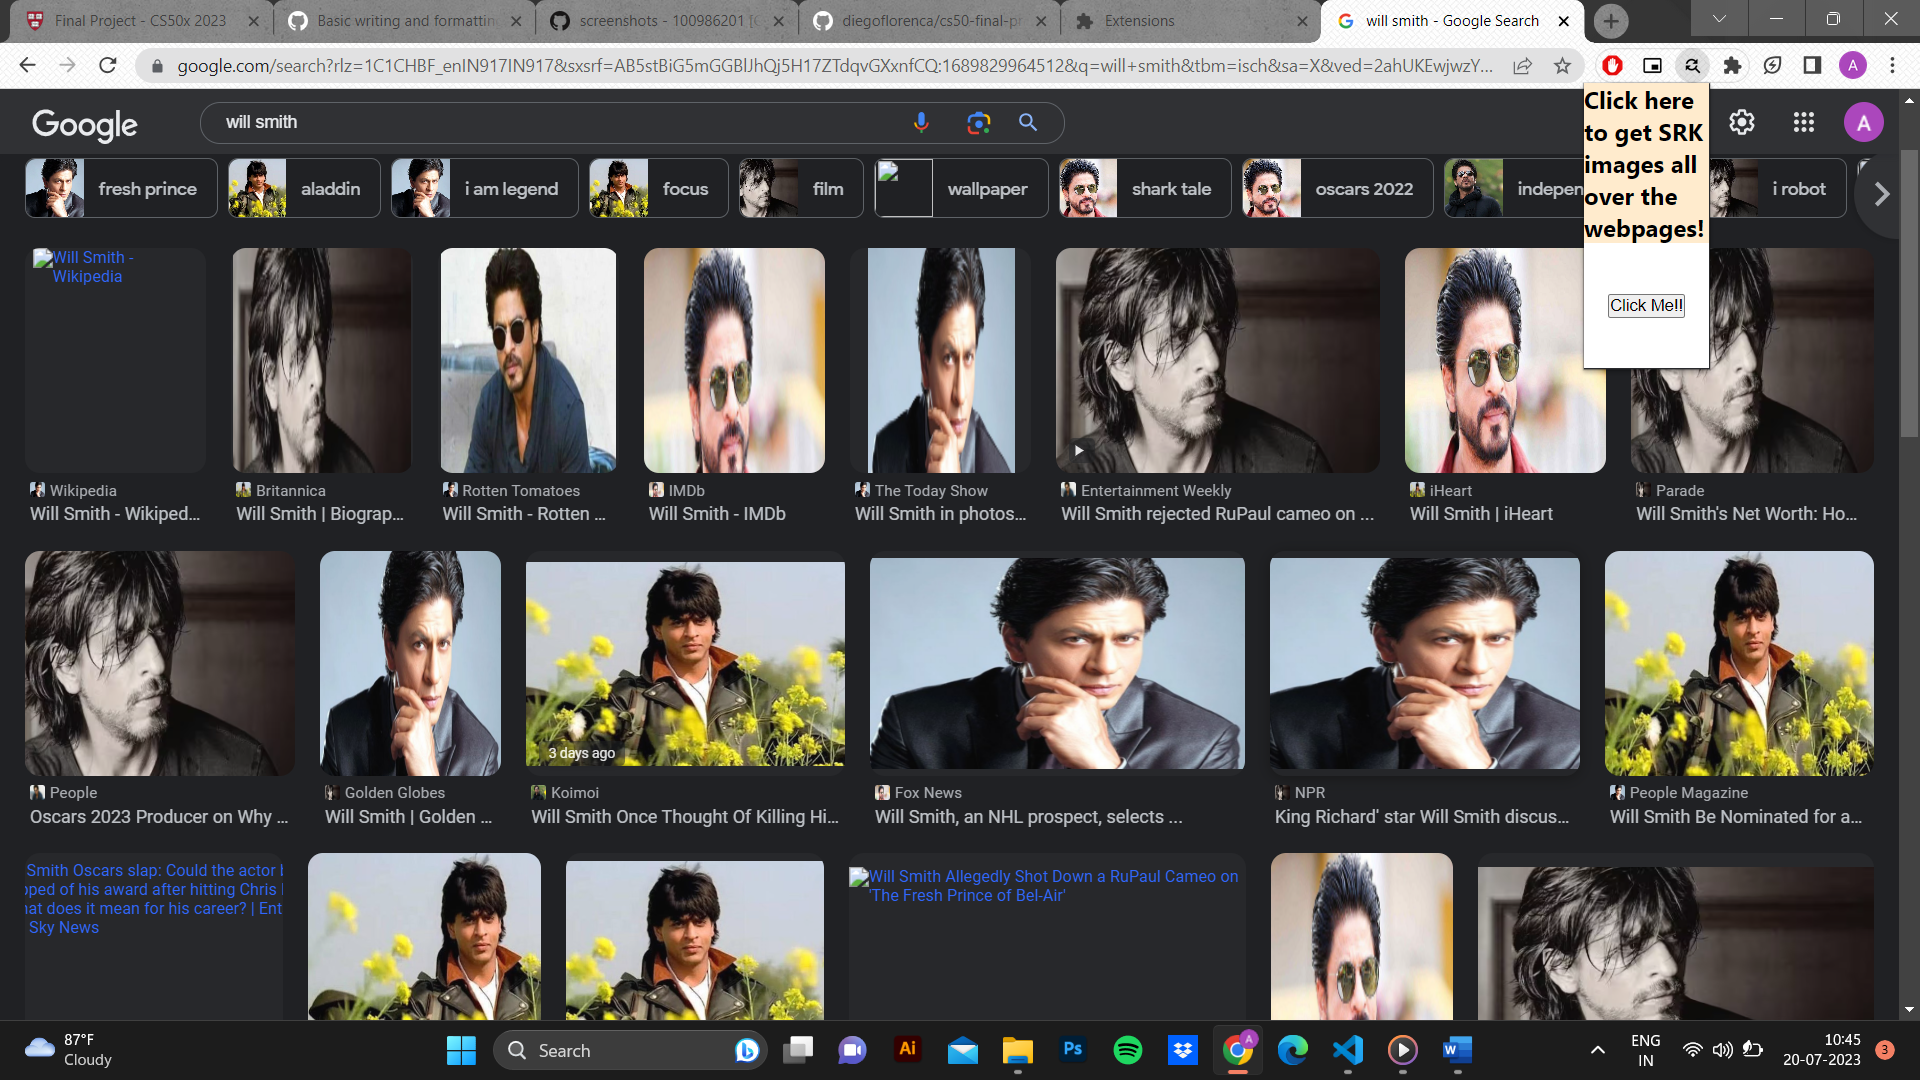 Final Project - CS50x 2023
Basic writing and formatting
screenshots - 100986201 [
diegoflorenca/cs50-final-pr
Extensions
will smith - Google Search
google.com/search?rlz=1C1CHBF_enIN917IN917&sxsrf=AB5stBiG5mGGBlJhQj5H17ZTdqvGXxnfCQ:1689829964512&q=will+smith&tbm=isch&sa=X&ved=2ahUKEwjwzY...
A
Google
will smith
A
Click here
to get SRK
images all
over the
webpages!
Click Me!!
fresh prince
aladdin
i am legend
focus
film
wallpaper
shark tale
oscars 2022
indepen
i robot
Will Smith -
Wikipedia
Wikipedia
Britannica
Rotten Tomatoes
IMDb
The Today Show
Entertainment Weekly
iHeart
Parade
Will Smith - Wikiped...
Will Smith | Biograp...
Will Smith - Rotten ...
Will Smith - IMDb
Will Smith in photos...
Will Smith rejected RuPaul cameo on ...
Will Smith | iHeart
Will Smith's Net Worth: Ho...
3 days ago
People
Golden Globes
Koimoi
Fox News
NPR
People Magazine
Oscars 2023 Producer on Why ...
Will Smith | Golden ...
Will Smith Once Thought Of Killing Hi...
Will Smith, an NHL prospect, selects ...
King Richard' star Will Smith discus...
Will Smith Be Nominated for a...
Smith Oscars slap: Could the actor b
pped of his award after hitting Chris
hat does it mean for his career? | Ent
Sky News
Will Smith Allegedly Shot Down a RuPaul Cameo on
'The Fresh Prince of Bel-Air'
87°F
Cloudy
Search
Ai
Ps
A
W
ENG
IN
10:45
20-07-2023
3